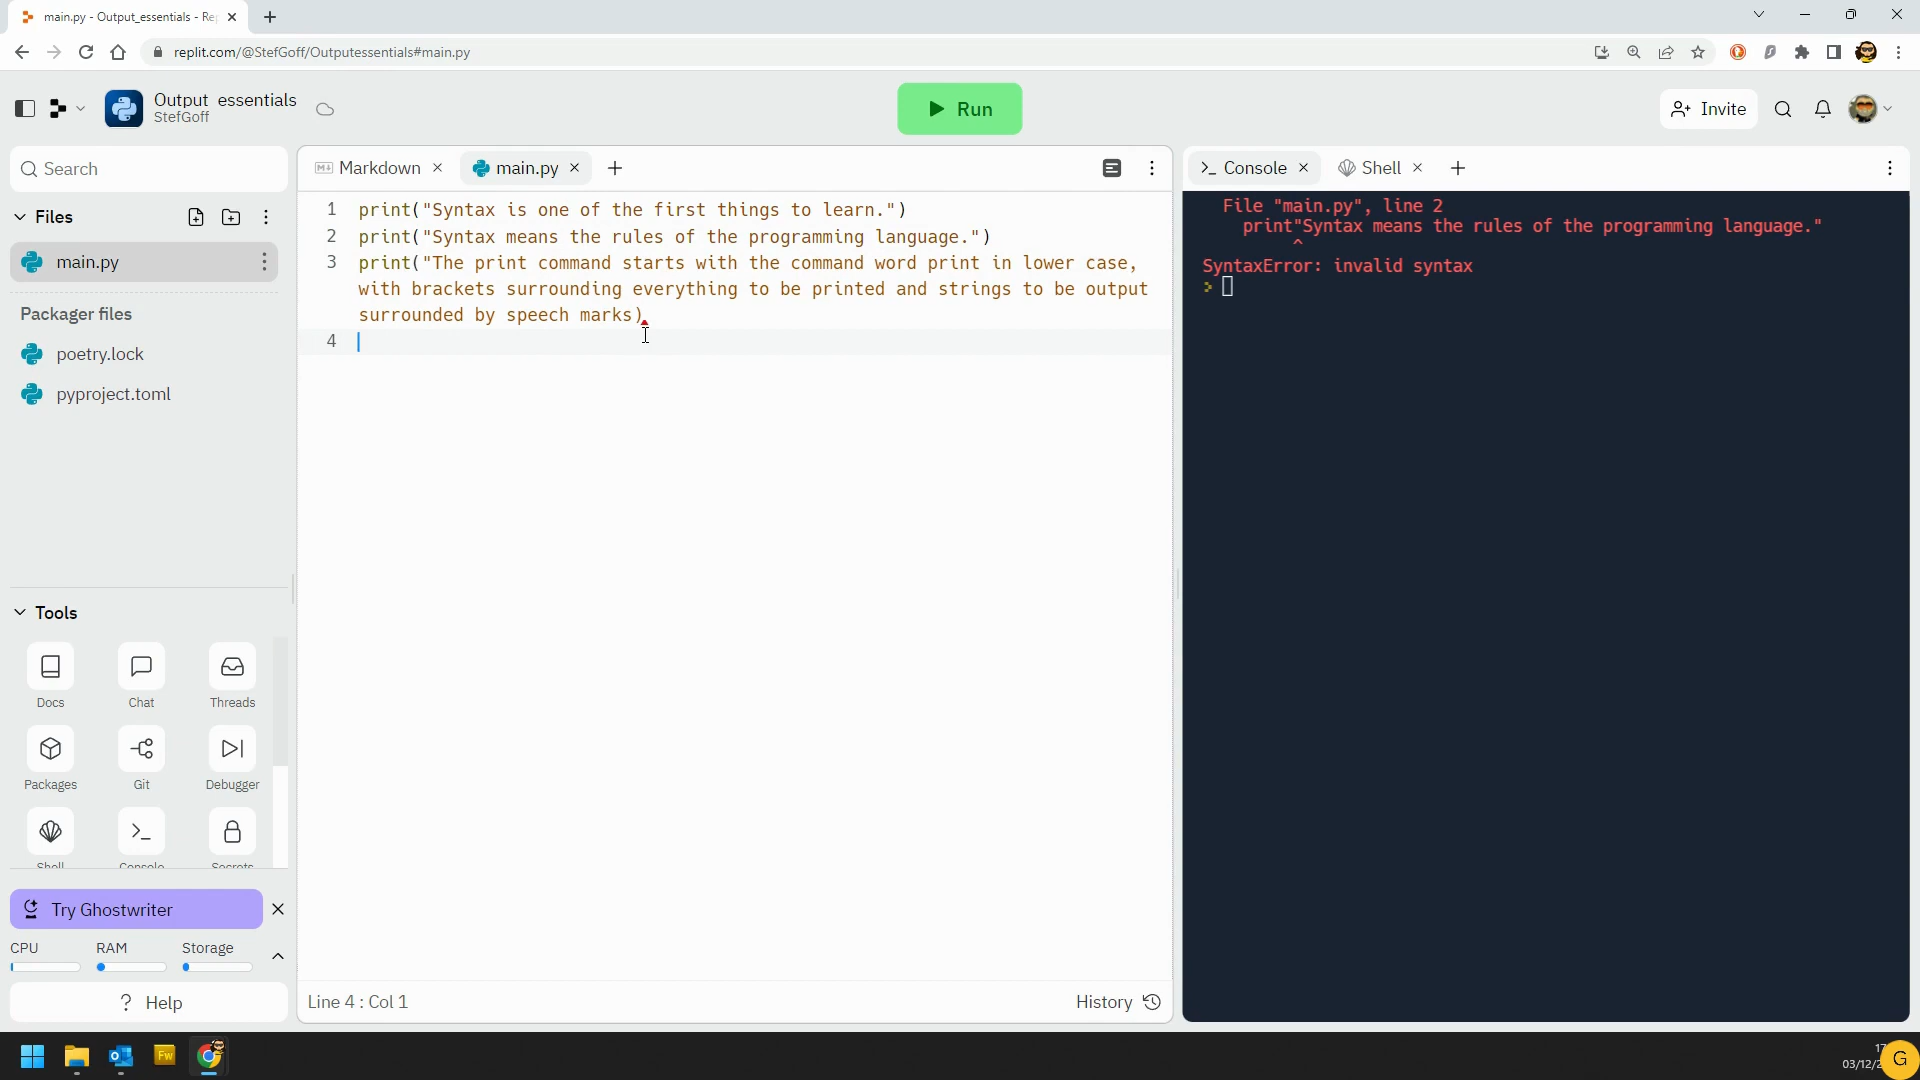 main.py - Output_essentials - Re
replit.com/@StefGoff/Outputessentials#main.py
Output essentials
StefGoff
Run
Invite
Search
Files
main.py
Packager files
poetry.lock
pyproject.toml
Tools
Docs Chat Threads
Packages Git Debugger
Shell Console Secrets
Try Ghostwriter
CPU RAM Storage
? Help
Markdown
main.py
1 print("Syntax is one of the first things to learn.")
2 print("Syntax means the rules of the programming language.")
3 print("The print command starts with the command word print in lower case,
with brackets surrounding everything to be printed and strings to be output
surrounded by speech marks)
4
Line 4 : Col 1
History
>_ Console
Shell
File "main.py", line 2
print"Syntax means the rules of the programming language."
^
SyntaxError: invalid syntax
>
Fw
03/12/
G